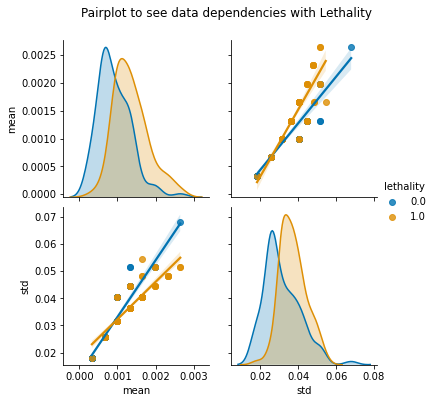 Pairplot to see data dependencies with Lethality
0.0025
0.0020
0.0015
0.0010
0.0005
0.0000
mean
lethality
0.0
1.0
0.07
0.06
0.05
0.04
0.03
0.02
std
0.000 0.001 0.002 0.003
mean
0.02 0.04 0.06 0.08
std